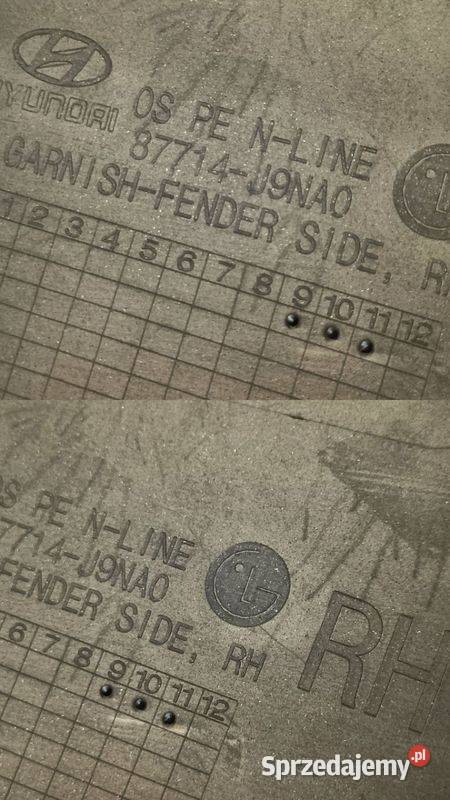 HYUNDAI
OS PE N-LINE
87714-J9NA0
GARNISH-FENDER SIDE, RH
1 2 3 4 5 6 7 8 9 10 11 12
OS PE N-LINE
87714-J9NA0
FENDER SIDE, RH
RH
6 7 8 9 10 11 12
Sprzedajemy.pl